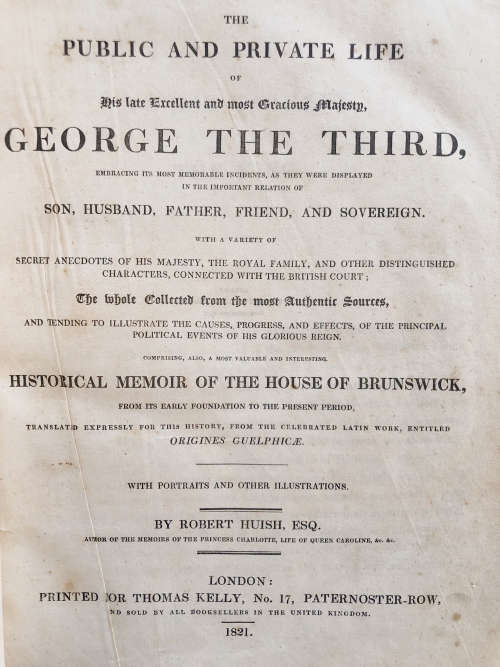 THE
PUBLIC AND PRIVATE LIFE
OF
His late Excellent and most Gracious Majesty,
GEORGE THE THIRD,
EMBRACING ITS MOST MEMORABLE INCIDENTS, AS THEY WERE DISPLAYED
IN THE IMPORTANT RELATION OF
SON, HUSBAND, FATHER, FRIEND, AND SOVEREIGN.
WITH A VARIETY OF
SECRET ANECDOTES OF HIS MAJESTY, THE ROYAL FAMILY, AND OTHER DISTINGUISHED
CHARACTERS, CONNECTED WITH THE BRITISH COURT;
The whole Collected from the most Authentic Sources,
AND TENDING TO ILLUSTRATE THE CAUSES, PROGRESS, AND EFFECTS, OF THE PRINCIPAL
POLITICAL EVENTS OF HIS GLORIOUS REIGN.
COMPRISING, ALSO, A MOST VALUABLE AND INTERESTING
HISTORICAL MEMOIR OF THE HOUSE OF BRUNSWICK,
FROM ITS EARLY FOUNDATION TO THE PRESENT PERIOD,
TRANSLATED EXPRESSLY FOR THIS HISTORY, FROM THE CELEBRATED LATIN WORK, ENTITLED
ORIGINES GUELPHICÆ.
WITH PORTRAITS AND OTHER ILLUSTRATIONS.
BY ROBERT HUISH, ESQ.
AUTHOR OF THE MEMOIRS OF THE PRINCESS CHARLOTTE, LIFE OF QUEEN CAROLINE, &c. &c.
LONDON:
PRINTED FOR THOMAS KELLY, No. 17, PATERNOSTER-ROW,
ND SOLD BY ALL BOOKSELLERS IN THE UNITED KINGDOM.
1821.